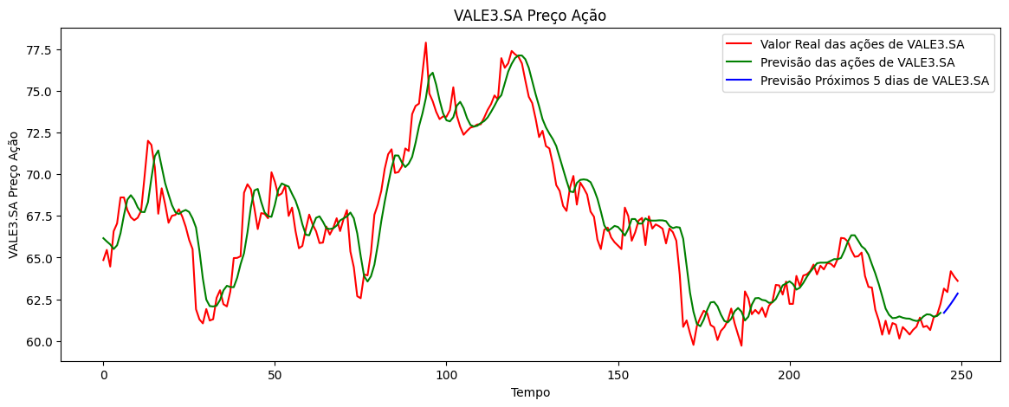 VALE3.SA Preço Ação
Valor Real das ações de VALE3.SA
Previsão das ações de VALE3.SA
Previsão Próximos 5 dias de VALE3.SA
VALE3.SA Preço Ação
77.5
75.0
72.5
70.0
67.5
65.0
62.5
60.0
0 50 100 150 200 250
Tempo